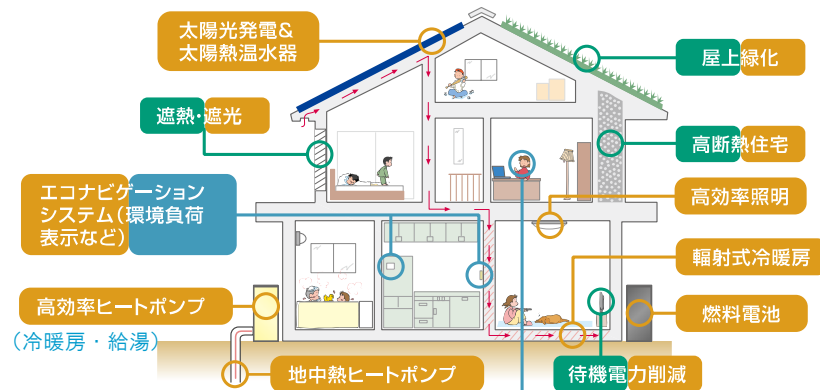 太陽光発電&
太陽熱温水器
屋上緑化
遮熱・遮光
高断熱住宅
エコナビゲーション
システム(環境負荷
表示など)
高効率照明
輻射式冷暖房
高効率ヒートポンプ
(冷暖房・給湯)
燃料電池
地中熱ヒートポンプ
待機電力削減